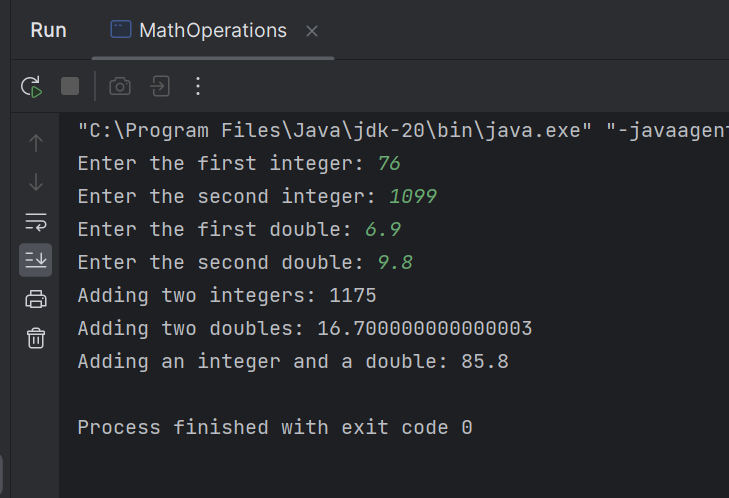 Run MathOperations
"C:\Program Files\Java\jdk-20\bin\java.exe" "-javaagent
Enter the first integer: 76
Enter the second integer: 1099
Enter the first double: 6.9
Enter the second double: 9.8
Adding two integers: 1175
Adding two doubles: 16.700000000000003
Adding an integer and a double: 85.8
Process finished with exit code 0